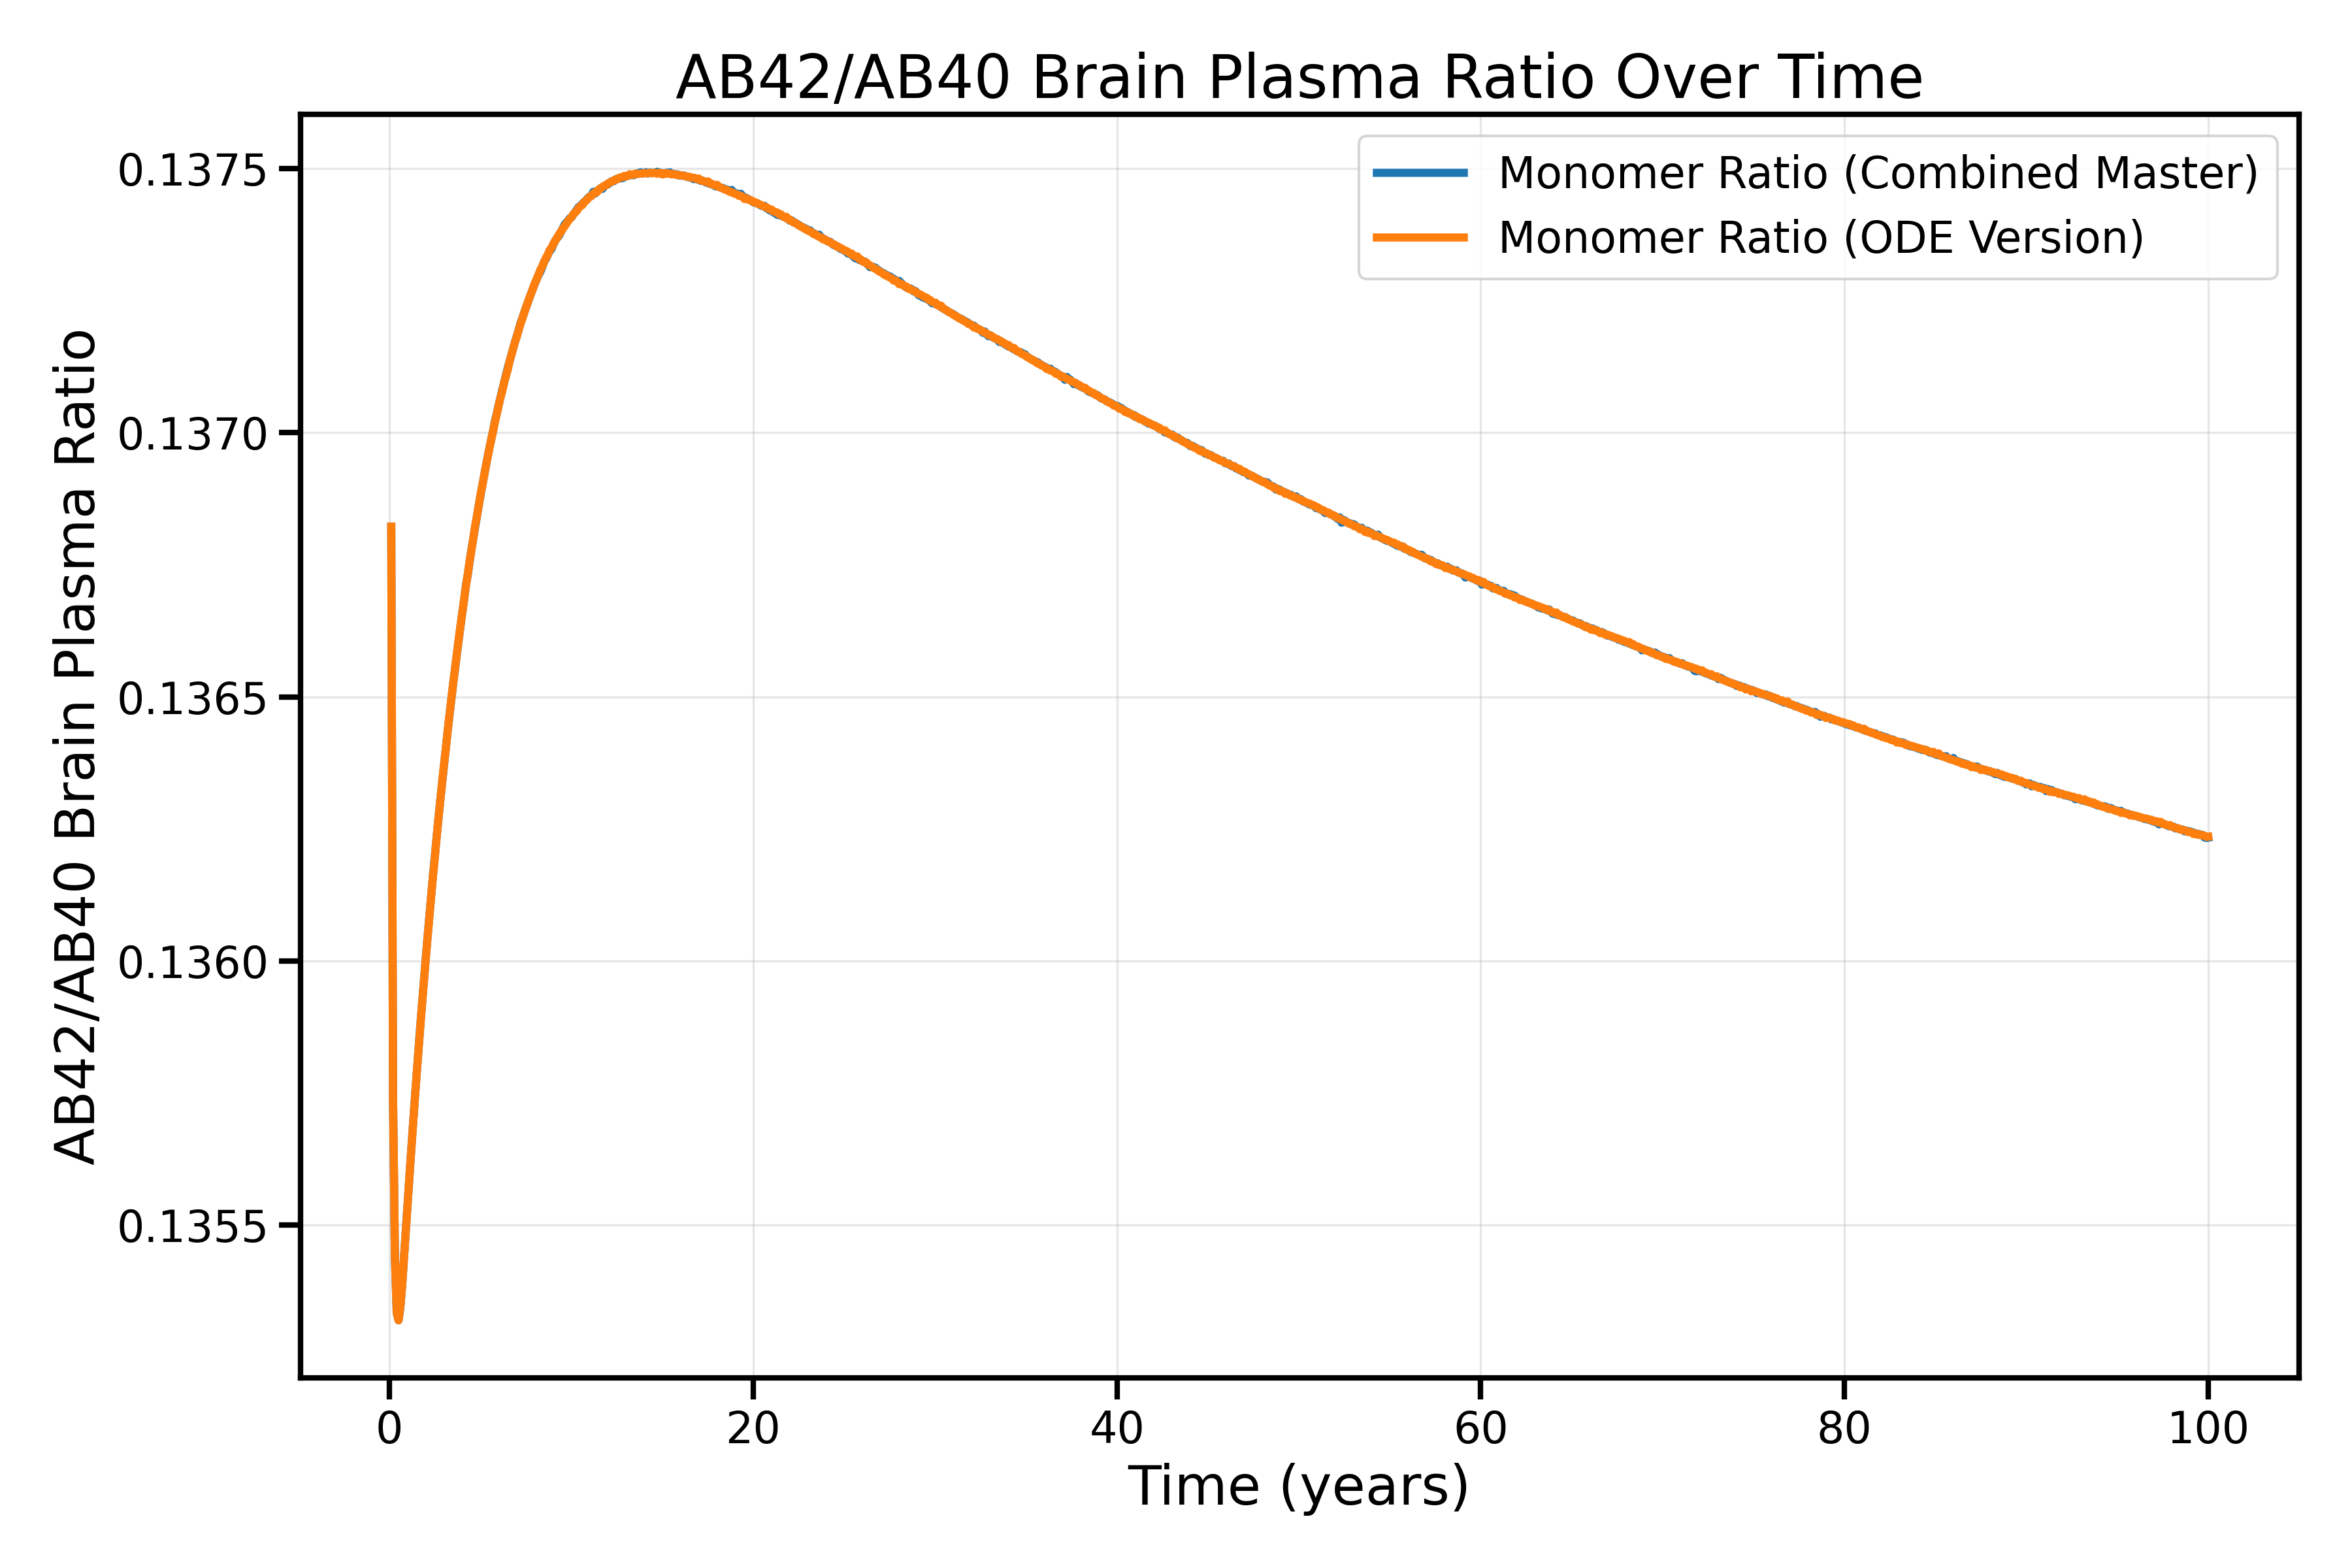 AB42/AB40 Brain Plasma Ratio Over Time
Monomer Ratio (Combined Master)
Monomer Ratio (ODE Version)
AB42/AB40 Brain Plasma Ratio
0.1375
0.1370
0.1365
0.1360
0.1355
0 20 40 60 80 100
Time (years)